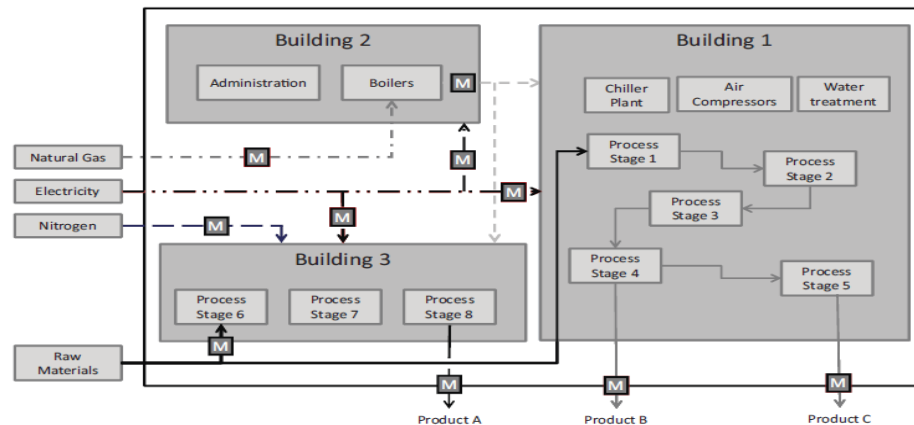 Building 2
Building 1
Administration
Boilers
M
Chiller
Plant
Air
Compressors
Water
treatment
Natural Gas
M
M
Process
Stage 1
Process
Stage 2
Electricity
M
M
Process
Stage 3
Nitrogen
M
Building 3
Process
Stage 4
Process
Stage 5
Process
Stage 6
Process
Stage 7
Process
Stage 8
Raw
Materials
M
M
M
M
Product A
Product B
Product C